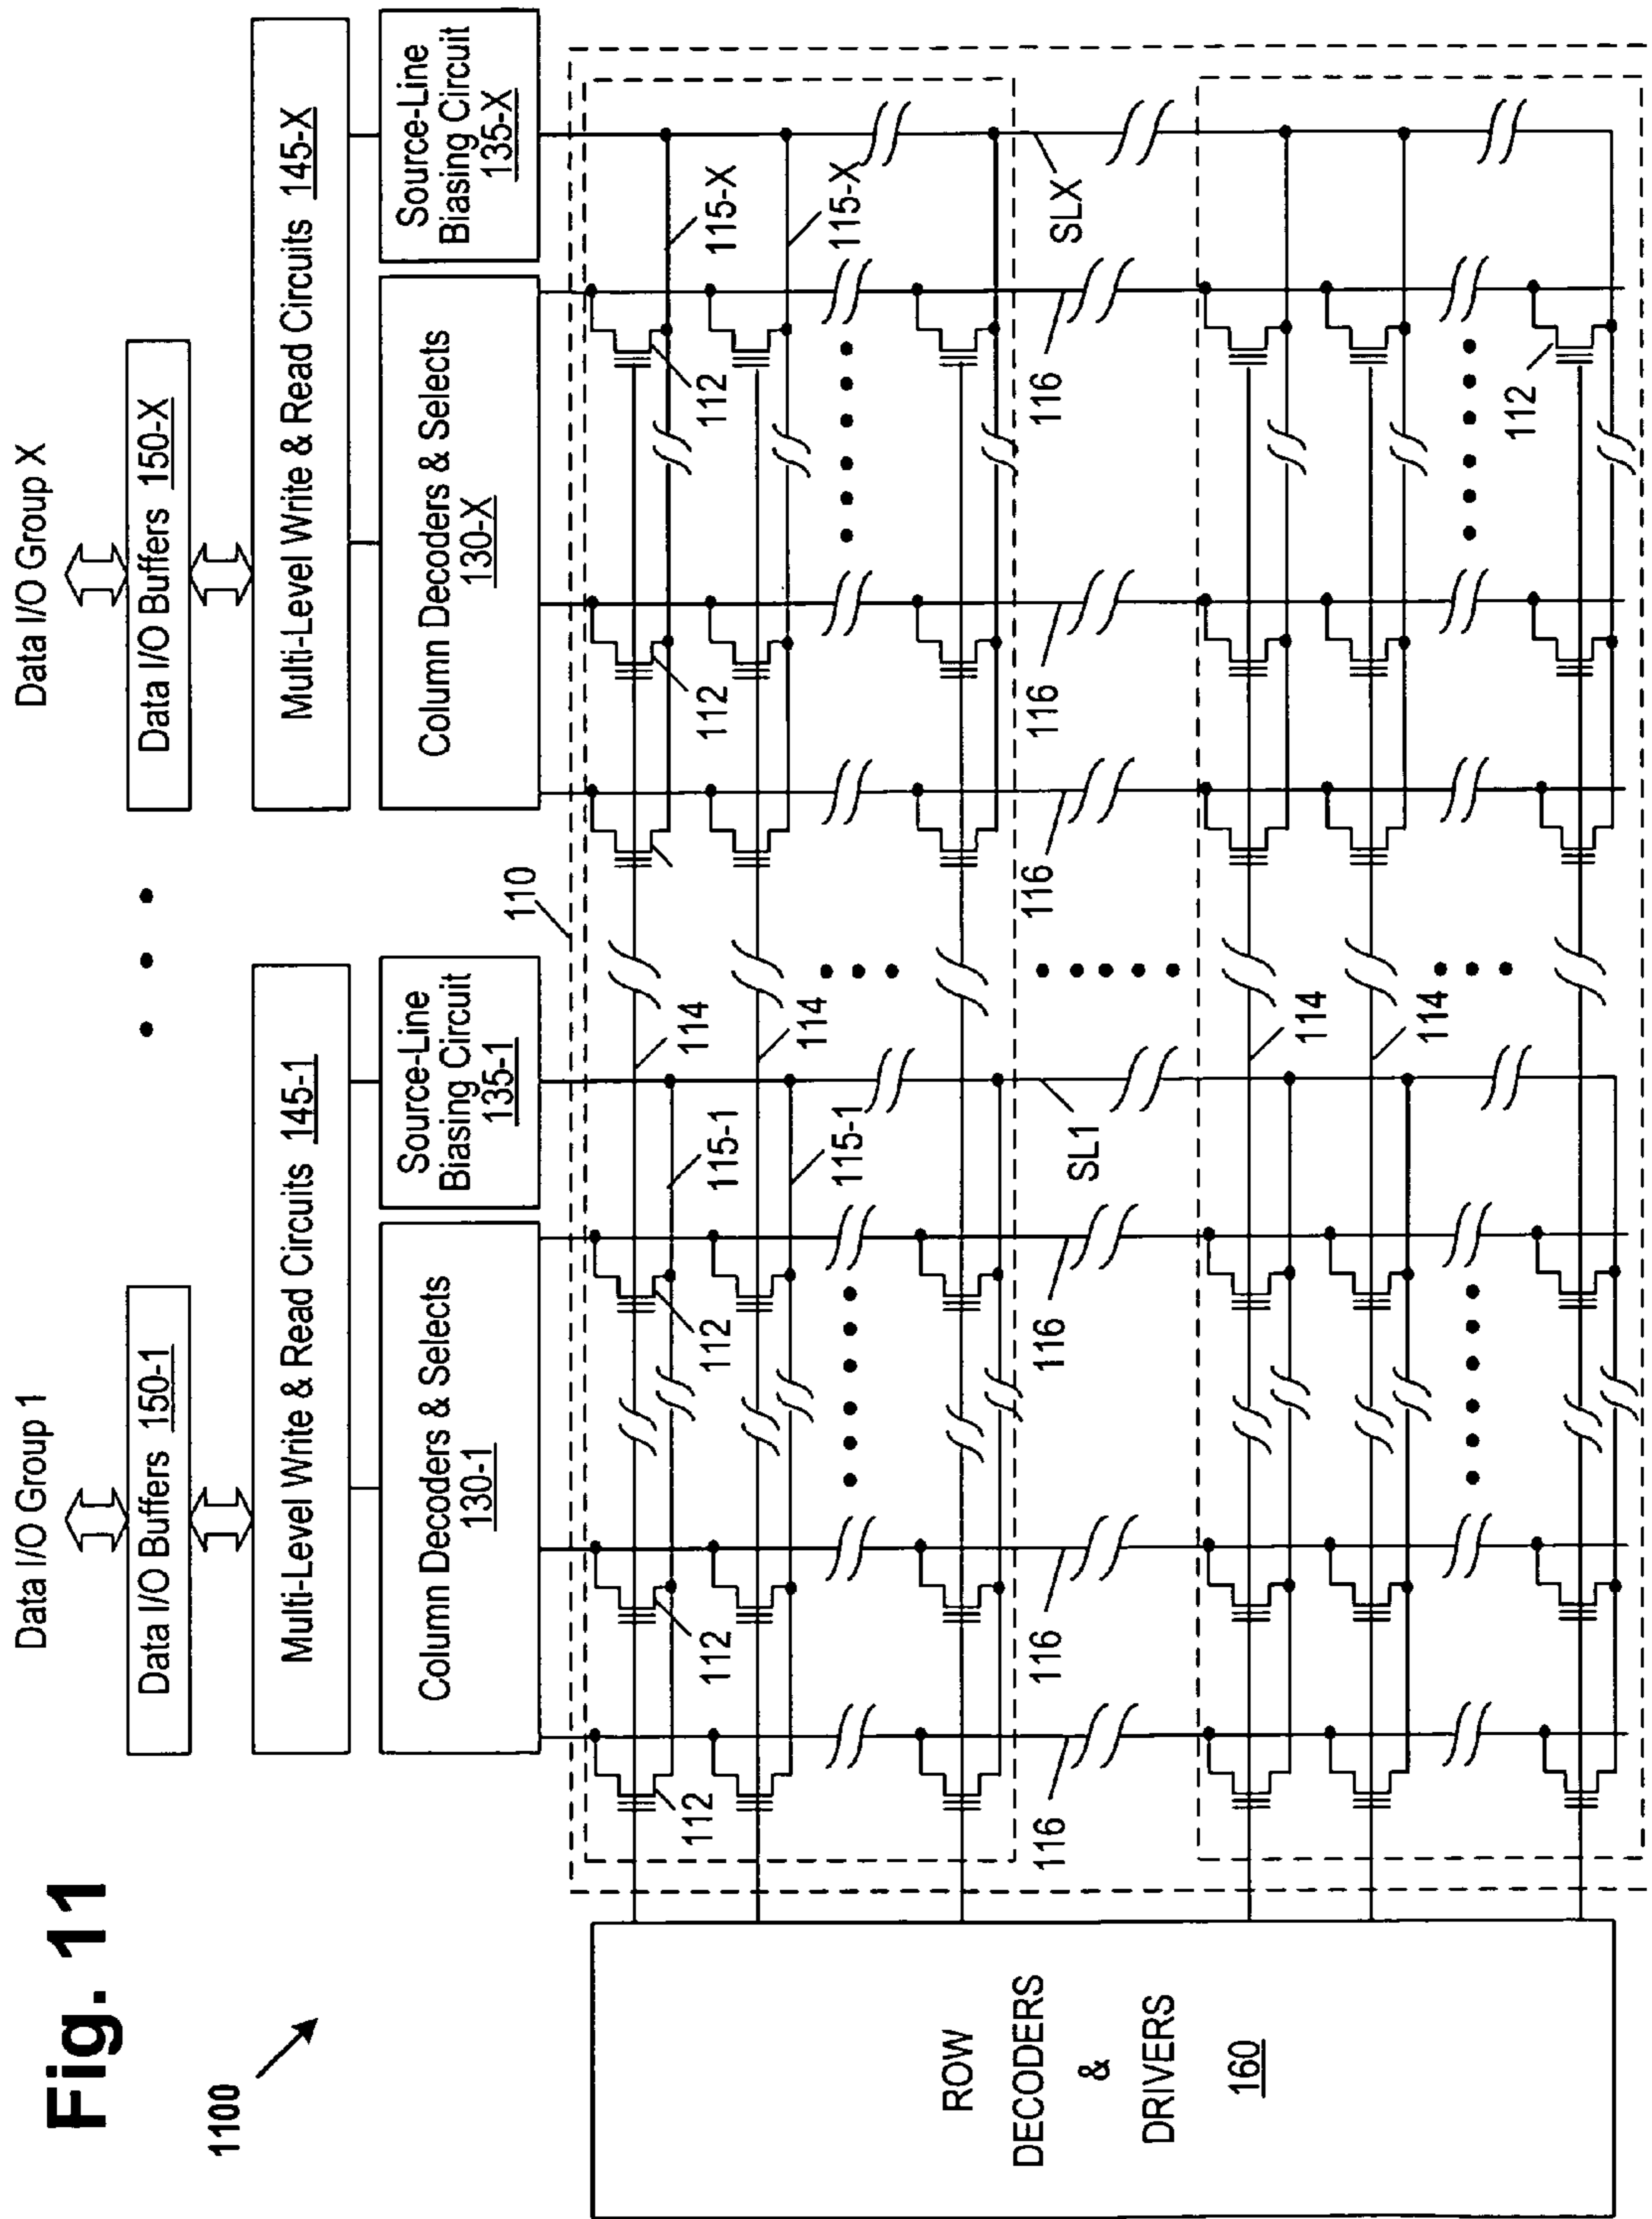 Fig. 11
1100
Data I/O Group 1
Data I/O Group X
Data I/O Buffers 150-1
Data I/O Buffers 150-X
Multi-Level Write & Read Circuits 145-1
Multi-Level Write & Read Circuits 145-X
Column Decoders & Selects
130-1
Source-Line
Biasing Circuit
135-1
Column Decoders & Selects
130-X
Source-Line
Biasing Circuit
135-X
110
ROW
DECODERS
&
DRIVERS
160
112
112
112
115-1
114
112
112
115-X
115-1
114
115-X
116
116
116
SL1
116
116
116
SLX
114
114
112